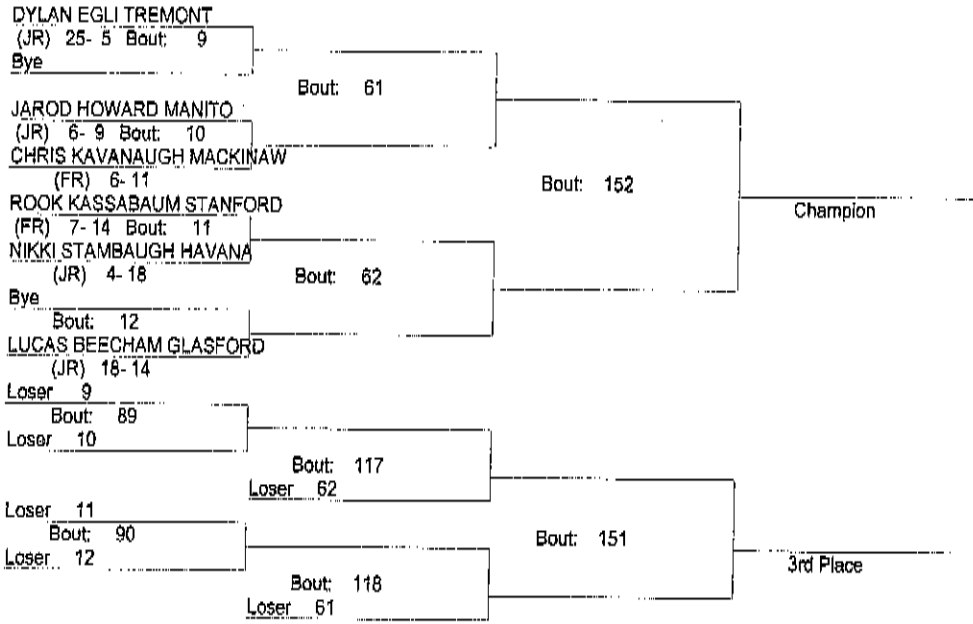 DYLAN EGLI TREMONT
(JR) 25- 5 Bout: 9
Bye
Bout: 61
JAROD HOWARD MANITO
(JR) 6- 9 Bout: 10
CHRIS KAVANAUGH MACKINAW
(FR) 6- 11
Bout: 152
Champion
ROOK KASSABAUM STANFORD
(FR) 7- 14 Bout: 11
NIKKI STAMBAUGH HAVANA
(JR) 4- 18
Bout: 62
Bye
Bout: 12
LUCAS BEECHAM GLASFORD
(JR) 18- 14
Loser 9
Bout: 89
Loser 10
Bout: 117
Loser 62
Loser 11
Bout: 90
Loser 12
Bout: 151
3rd Place
Bout: 118
Loser 61